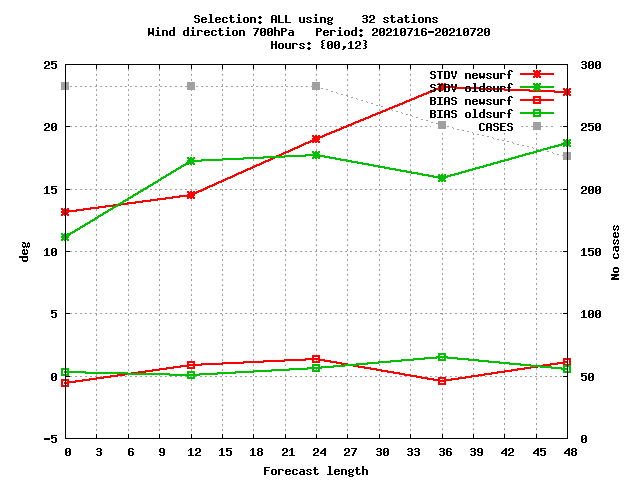 Selection: ALL using    32 stations
Wind direction 700hPa   Period: 20210716-20210720
Hours: {00,12}
25 300
STDV newsurf
STDV oldsurf
BIAS newsurf
BIAS oldsurf
CASES
20 250
15 200
deg
No cases
10 150
5 100
0 50
-5 0
0 3 6 9 12 15 18 21 24 27 30 33 36 39 42 45 48
Forecast length